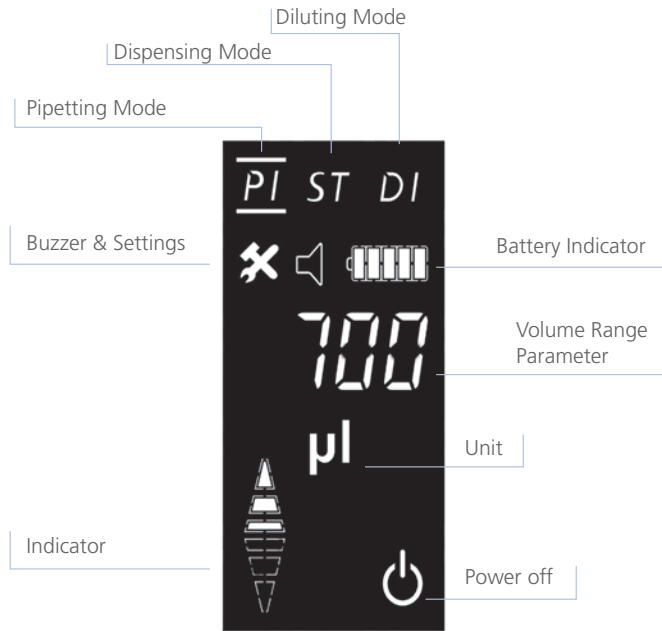 Diluting Mode
Dispensing Mode
Pipetting Mode
PI ST DI
Buzzer & Settings
Battery Indicator
700
Volume Range
Parameter
µl
Unit
Indicator
Power off